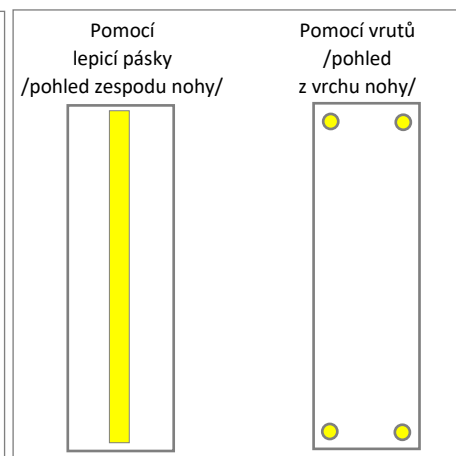 Pomocí
lepicí pásky
/pohled zespodu nohy/
Pomocí vrutů
/pohled
z vrchu nohy/